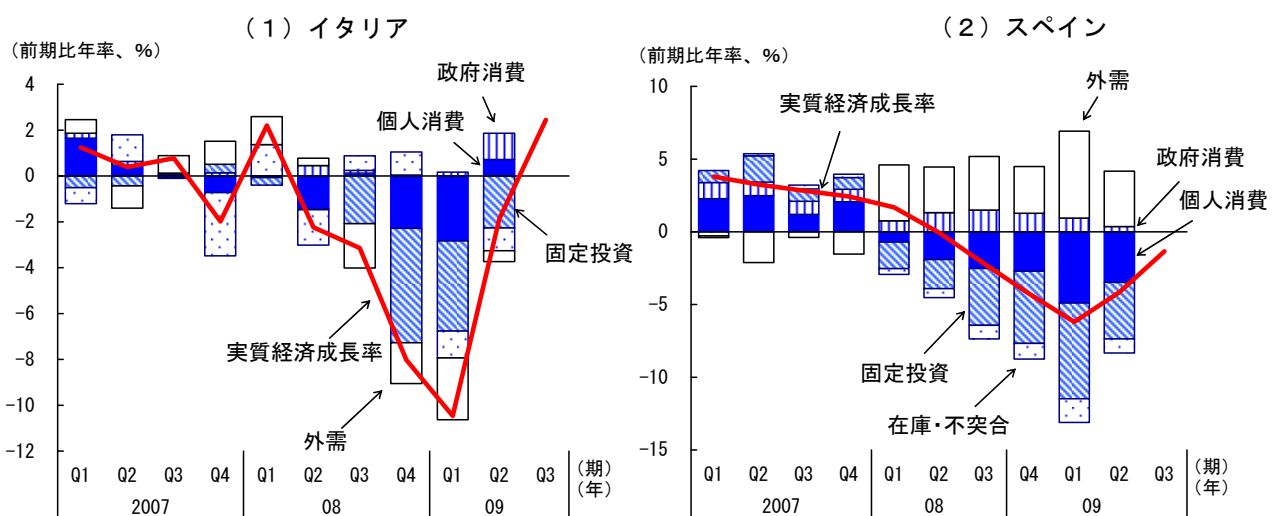 （１）イタリア
（前期比年率、%）
4
2
0
-2
-4
-6
-8
-10
-12
政府消費
個人消費
固定投資
実質経済成長率
外需
Q1 Q2 Q3 Q4 Q1 Q2 Q3 Q4 Q1 Q2 Q3 （期）
2007 08 09 （年）
（２）スペイン
（前期比年率、%）
10
5
0
-5
-10
-15
外需
実質経済成長率
政府消費
個人消費
固定投資
在庫・不突合
Q1 Q2 Q3 Q4 Q1 Q2 Q3 Q4 Q1 Q2 Q3 （期）
2007 08 09 （年）